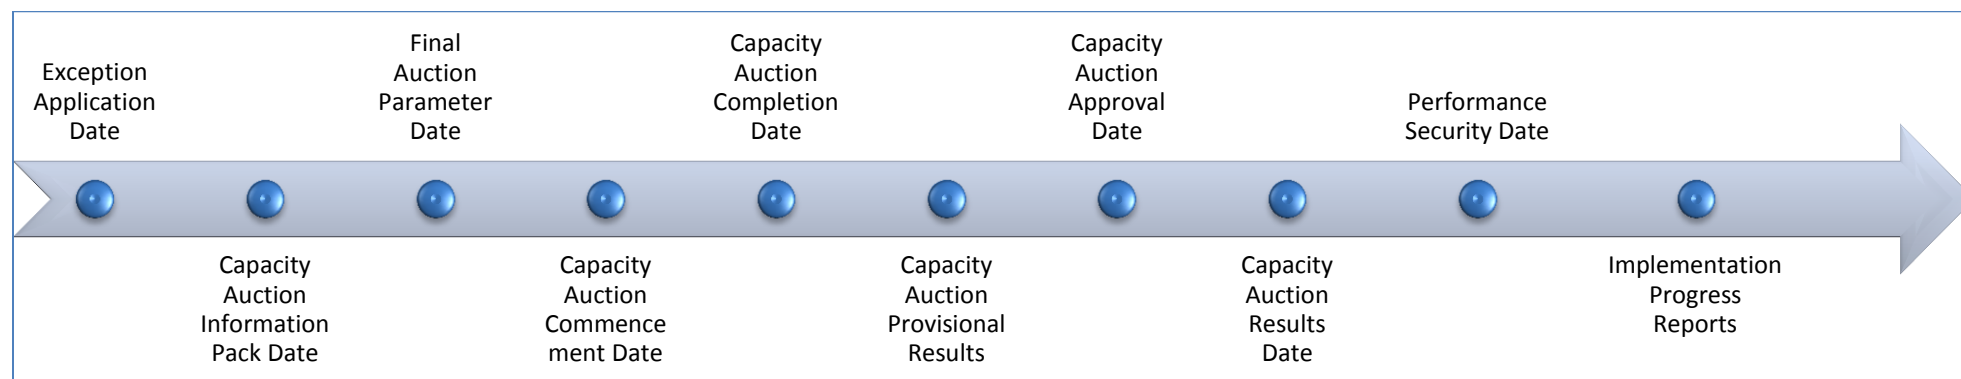 Exception
Application
Date
Capacity
Auction
Information
Pack Date
Final
Auction
Parameter
Date
Capacity
Auction
Commence
ment Date
Capacity
Auction
Completion
Date
Capacity
Auction
Provisional
Results
Capacity
Auction
Approval
Date
Capacity
Auction
Results
Date
Performance
Security Date
Implementation
Progress
Reports